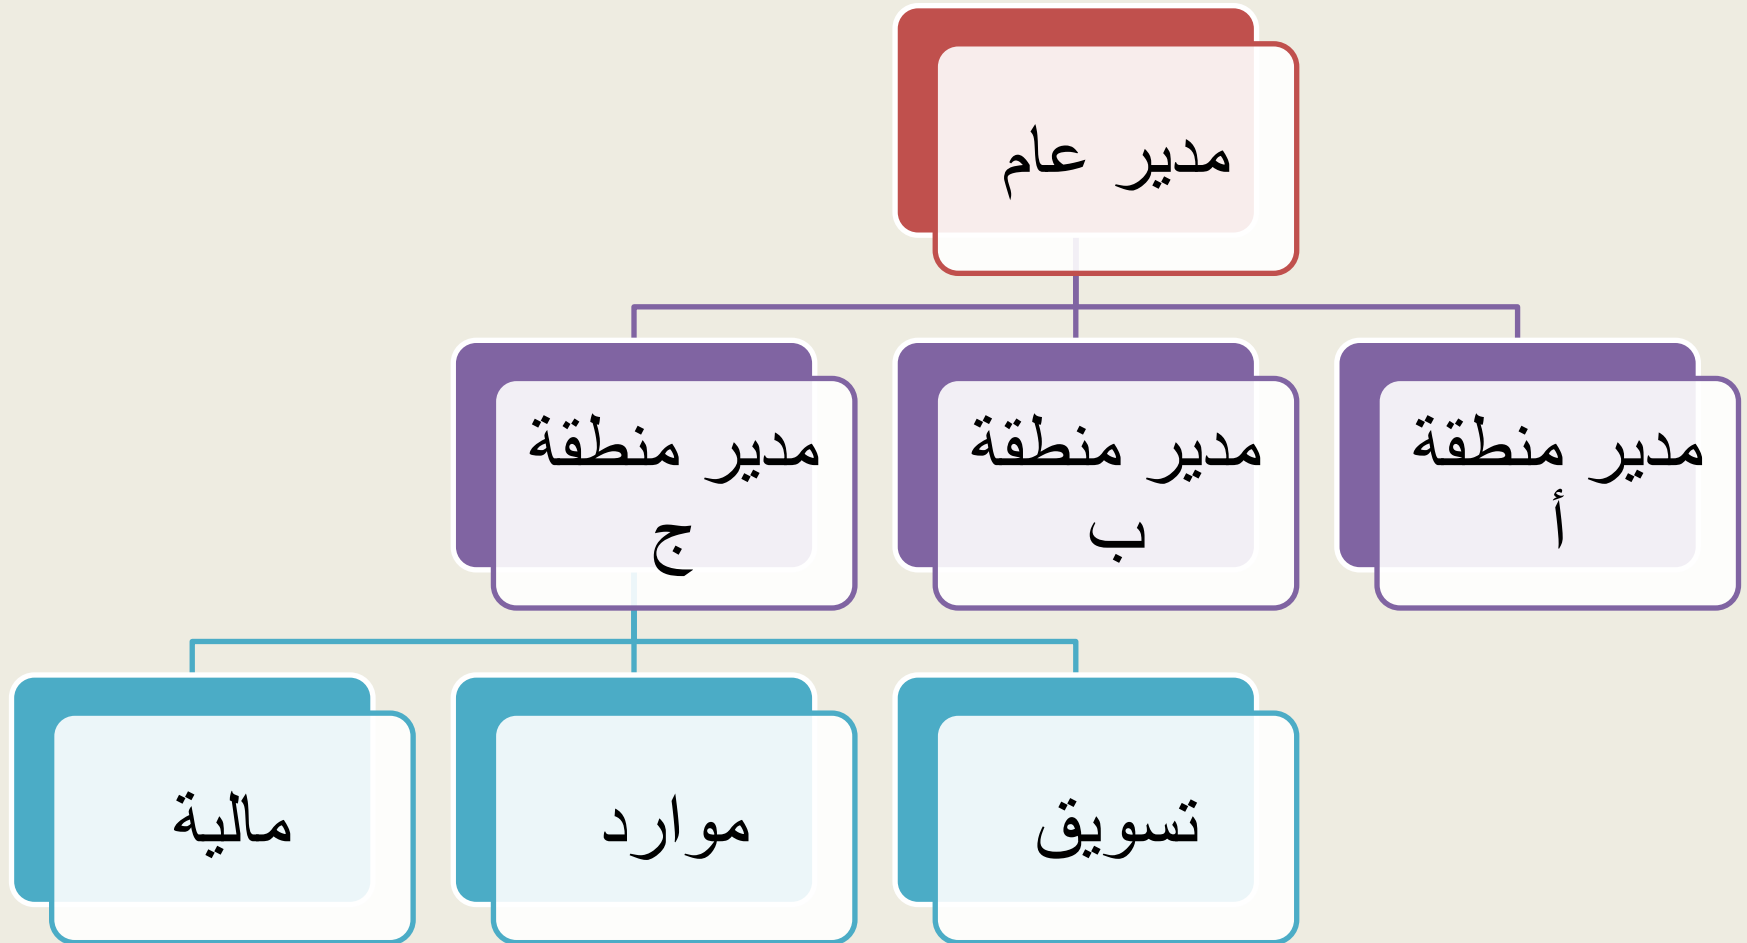 مدير عام
مدير منطقة
أ
مدير منطقة
ب
مدير منطقة
ج
تسويق
موارد
مالية